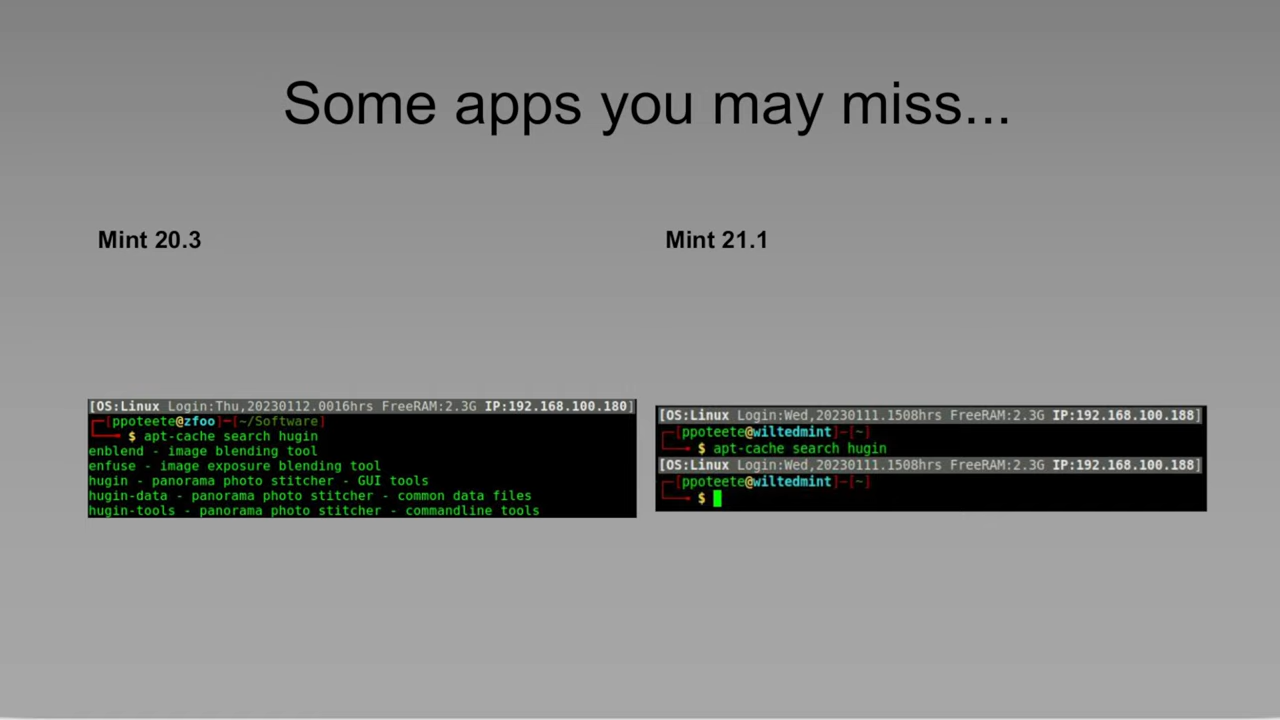 Some apps you may miss...
Mint 20.3
Mint 21.1
[OS:Linux Login:Thu,20230112.0016hrs FreeRAM:2.3G IP:192.168.100.180]
[ppoteete@zfoo]-[~/Software]
$ apt-cache search hugin
enblend - image blending tool
enfuse - image exposure blending tool
hugin - panorama photo stitcher - GUI tools
hugin-data - panorama photo stitcher - common data files
hugin-tools - panorama photo stitcher - commandline tools
[OS:Linux Login:Wed,20230111.1508hrs FreeRAM:2.3G IP:192.168.100.188]
[ppoteete@wiltedmint]-[~]
$ apt-cache search hugin
[OS:Linux Login:Wed,20230111.1508hrs FreeRAM:2.3G IP:192.168.100.188]
[ppoteete@wiltedmint]-[~]
$